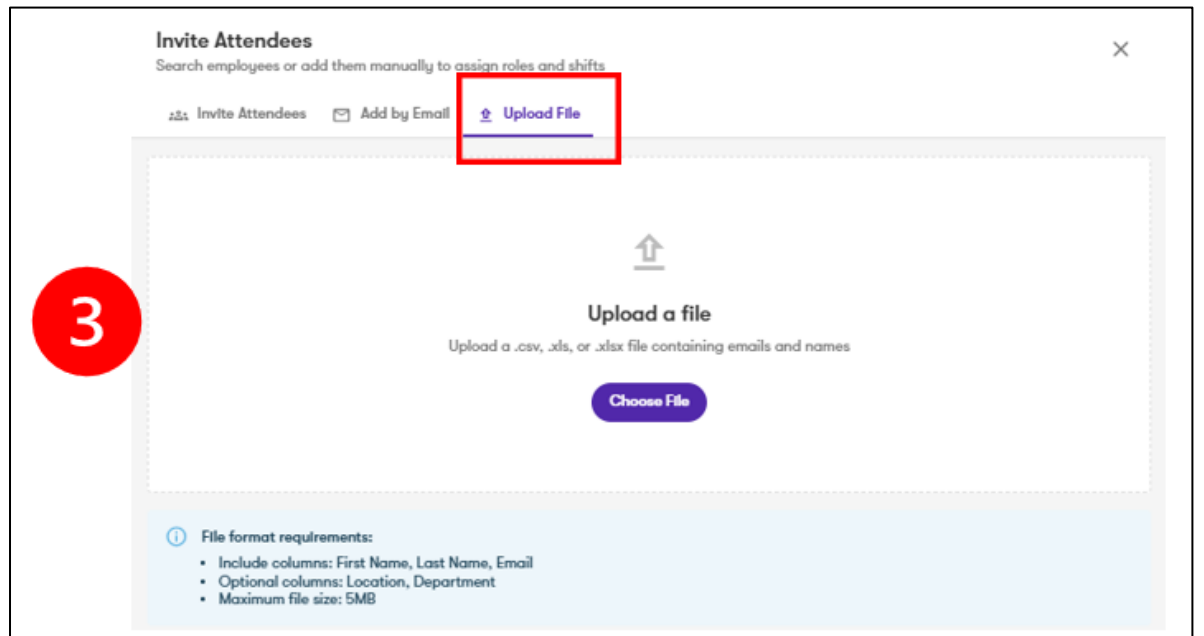 Invite Attendees
Search employees or add them manually to assign roles and shifts
Invite Attendees
Add by Email
Upload File
3
Upload a file
Upload a .csv, .xls, or .xlsx file containing emails and names
Choose File
File format requirements:
• Include columns: First Name, Last Name, Email
• Optional columns: Location, Department
• Maximum file size: 5MB